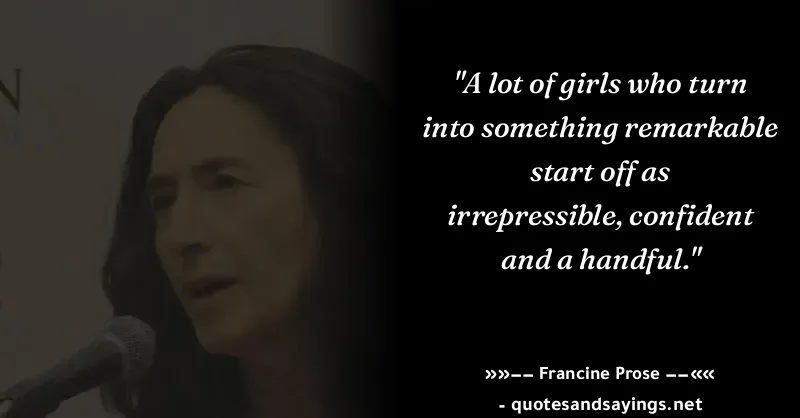 N
"A lot of girls who turn
into something remarkable
start off as
irrepressible, confident
and a handful."
»»−− Francine Prose −−««
- quotesandsayings.net